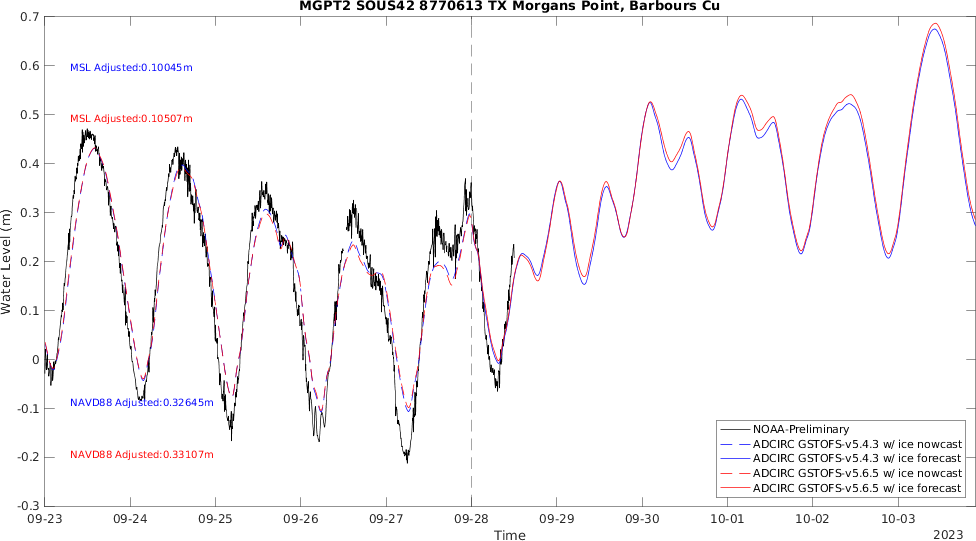 MGPT2 SOUS42 8770613 TX Morgans Point, Barbours Cu
0.7
0.6
0.5
0.4
0.3
0.2
0.1
0
-0.1
-0.2
-0.3
Water Level (m)
MSL Adjusted:0.10045m
MSL Adjusted:0.10507m
NAVD88 Adjusted:0.32645m
NAVD88 Adjusted:0.33107m
NOAA-Preliminary
ADCIRC GSTOFS-v5.4.3 w/ ice nowcast
ADCIRC GSTOFS-v5.4.3 w/ ice forecast
ADCIRC GSTOFS-v5.6.5 w/ ice nowcast
ADCIRC GSTOFS-v5.6.5 w/ ice forecast
09-23 09-24 09-25 09-26 09-27 09-28 09-29 09-30 10-01 10-02 10-03
Time
2023